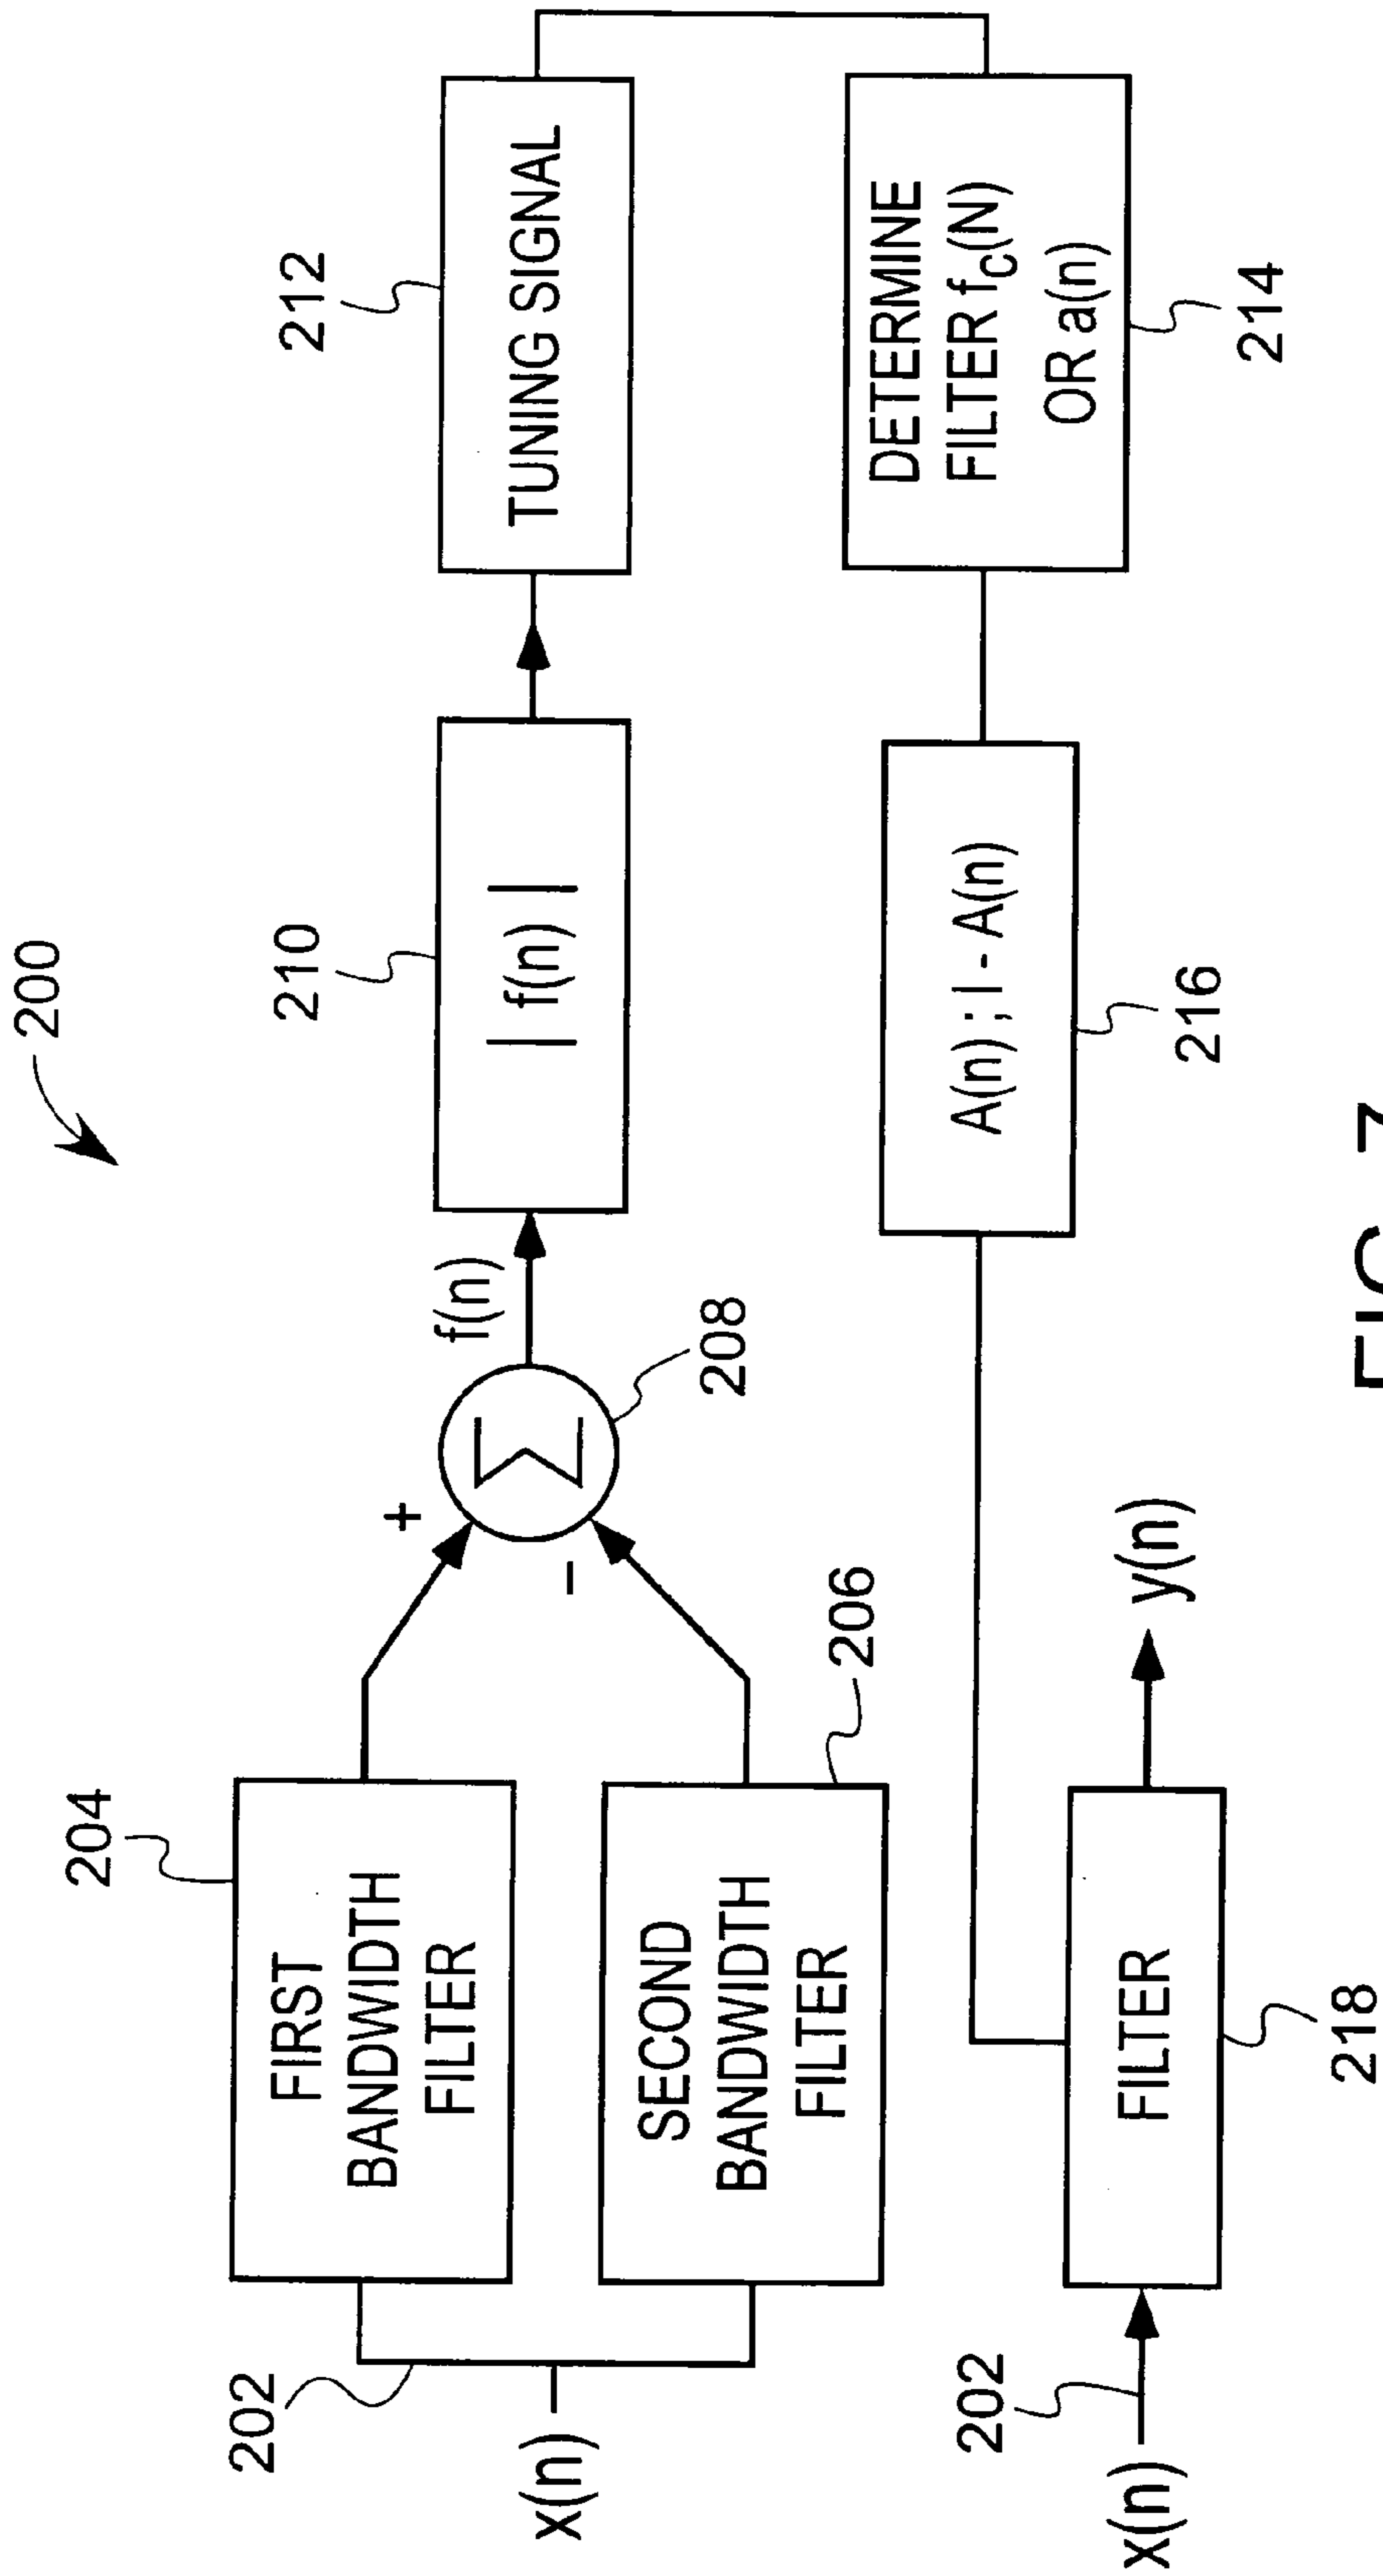 200
204
FIRST
BANDWIDTH
FILTER
202
x(n)
SECOND
BANDWIDTH
FILTER
206
+
−
Σ
208
f(n)
210
| f(n) |
212
TUNING SIGNAL
DETERMINE
FILTER fc(N)
OR a(n)
214
A(n) ; I - A(n)
216
202
x(n)
FILTER
218
y(n)